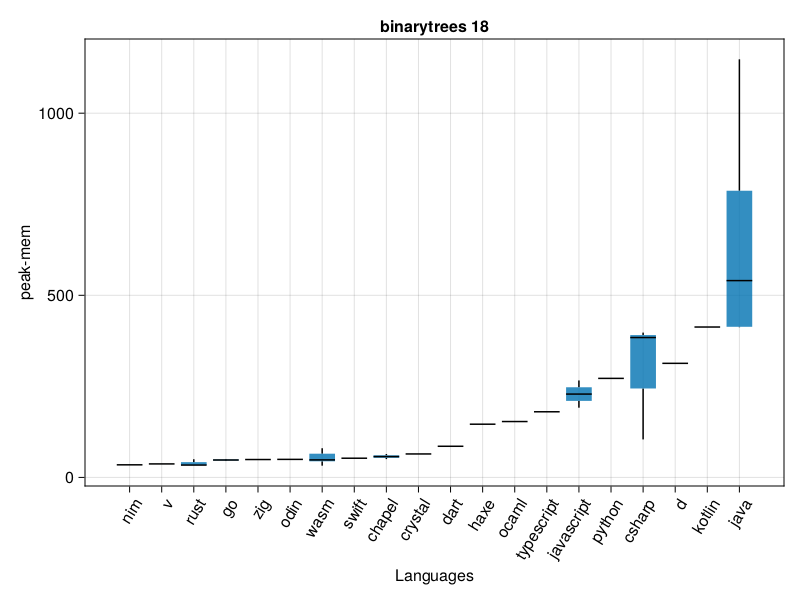 binarytrees 18
peak-mem
1000
500
0
nim
v
rust
go
zig
odin
wasm
swift
chapel
crystal
dart
haxe
ocaml
typescript
javascript
python
csharp
d
kotlin
java
Languages